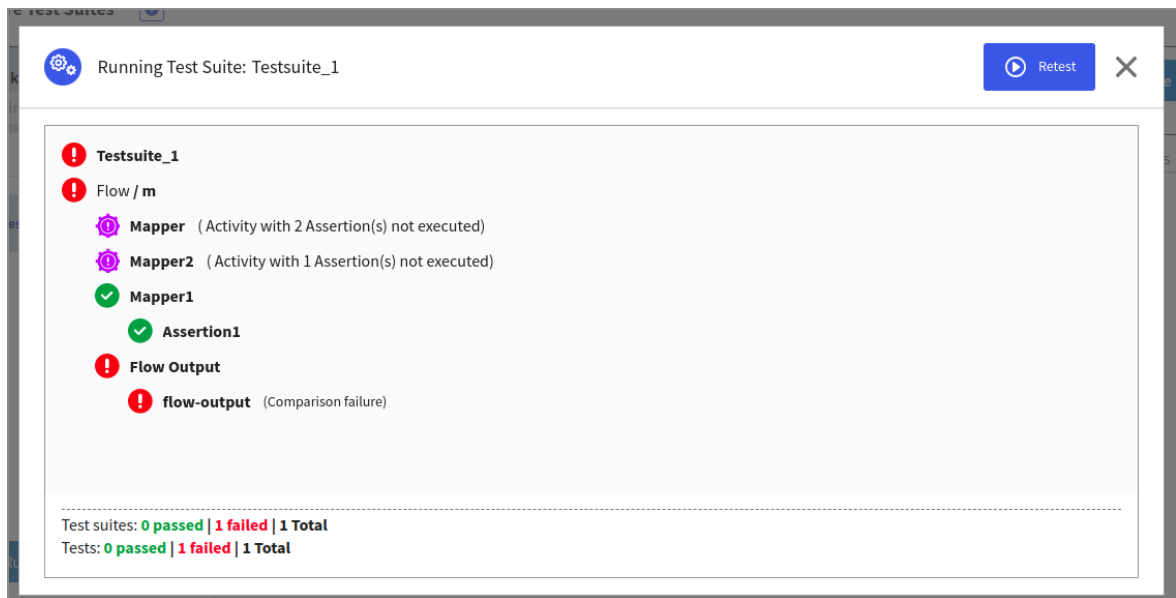 e Test Suites
Running Test Suite: Testsuite_1
Retest
Testsuite_1
Flow / m
Mapper ( Activity with 2 Assertion(s) not executed)
Mapper2 ( Activity with 1 Assertion(s) not executed)
Mapper1
Assertion1
Flow Output
flow-output (Comparison failure)
Test suites: 0 passed | 1 failed | 1 Total
Tests: 0 passed | 1 failed | 1 Total